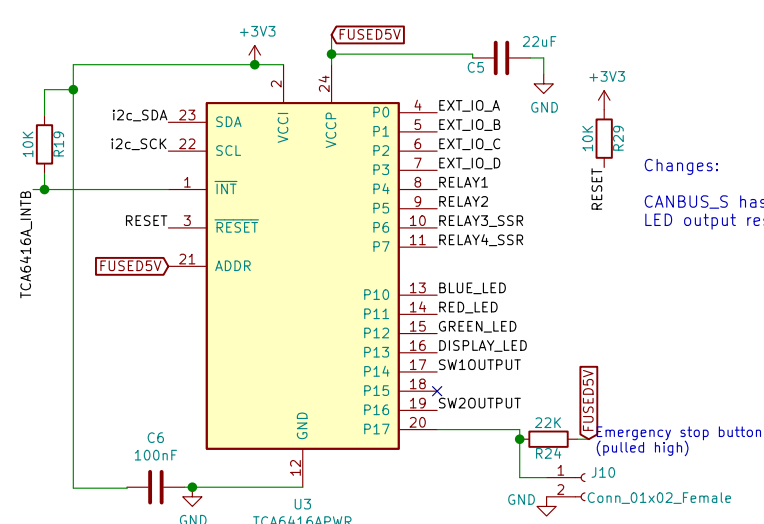 +3V3
FUSED5V
22uF
C5
GND
+3V3
10K
R29
RESET
Changes:
CANBUS_S has
LED output re
10K
R19
TCA6416A_INTB
i2c_SDA 23 SDA
i2c_SCK 22 SCL
1 INT
RESET 3 RESET
FUSED5V 21 ADDR
2
VCCI
24
VCCP
P0 4 EXT_IO_A
P1 5 EXT_IO_B
P2 6 EXT_IO_C
P3 7 EXT_IO_D
P4 8 RELAY1
P5 9 RELAY2
P6 10 RELAY3_SSR
P7 11 RELAY4_SSR
P10 13 BLUE_LED
P11 14 RED_LED
P12 15 GREEN_LED
P13 16 DISPLAY_LED
P14 17 SW1OUTPUT
P15 18
P16 19 SW2OUTPUT
P17 20
GND
12
C6
100nF
GND
U3
TCA6416APWR
22K
R24
FUSED5V
Emergency stop button
(pulled high)
1 J10
GND 2 Conn_01x02_Female